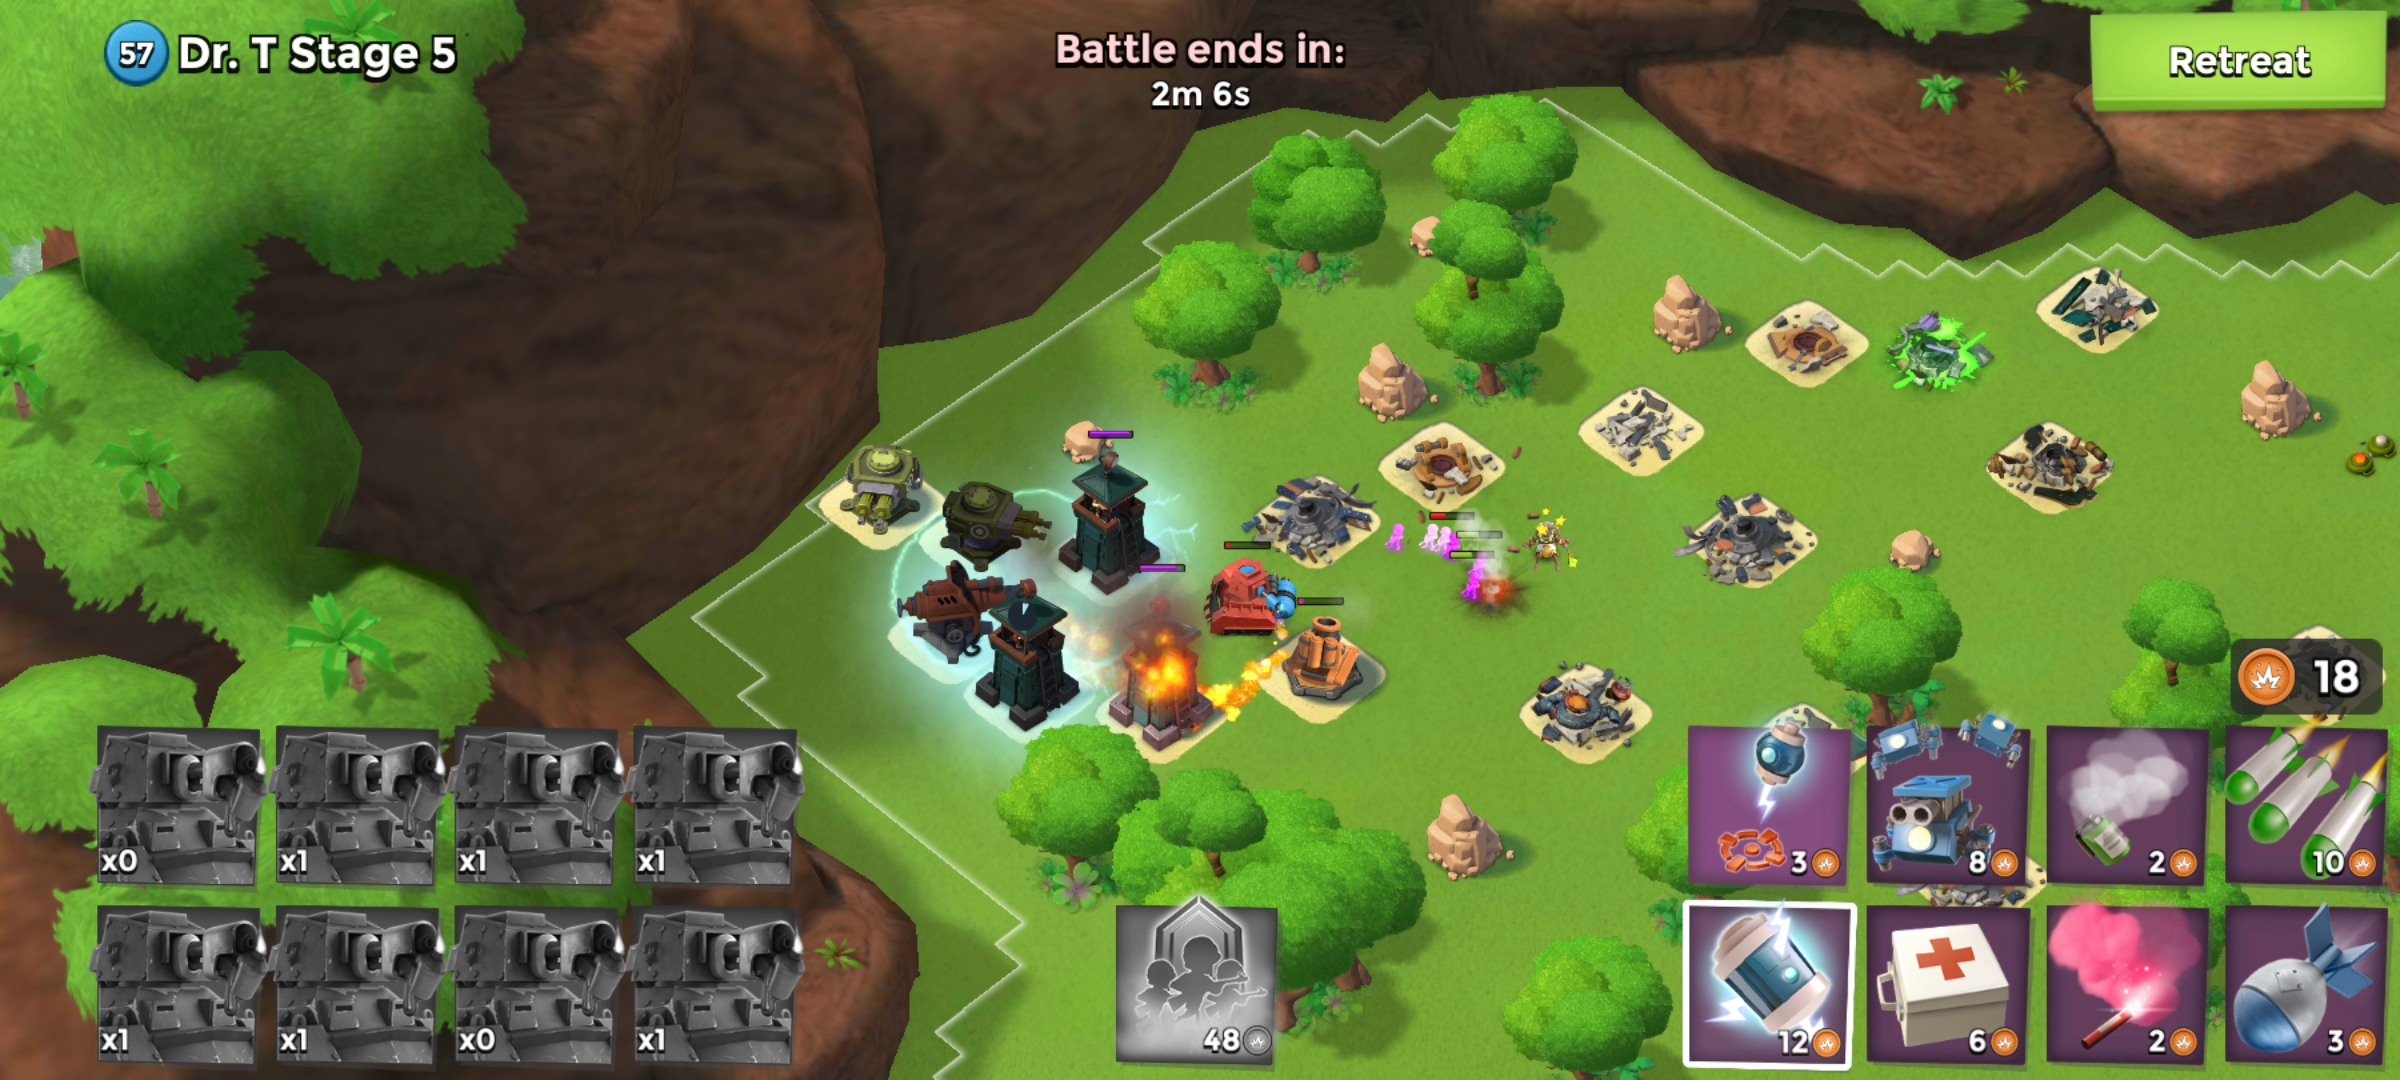 57 Dr. T Stage 5
Battle ends in:
2m 6s
Retreat
18
x0 x1 x1 x1
3 8 2 10
x1 x1 x0 x1
48
12 6 2 3